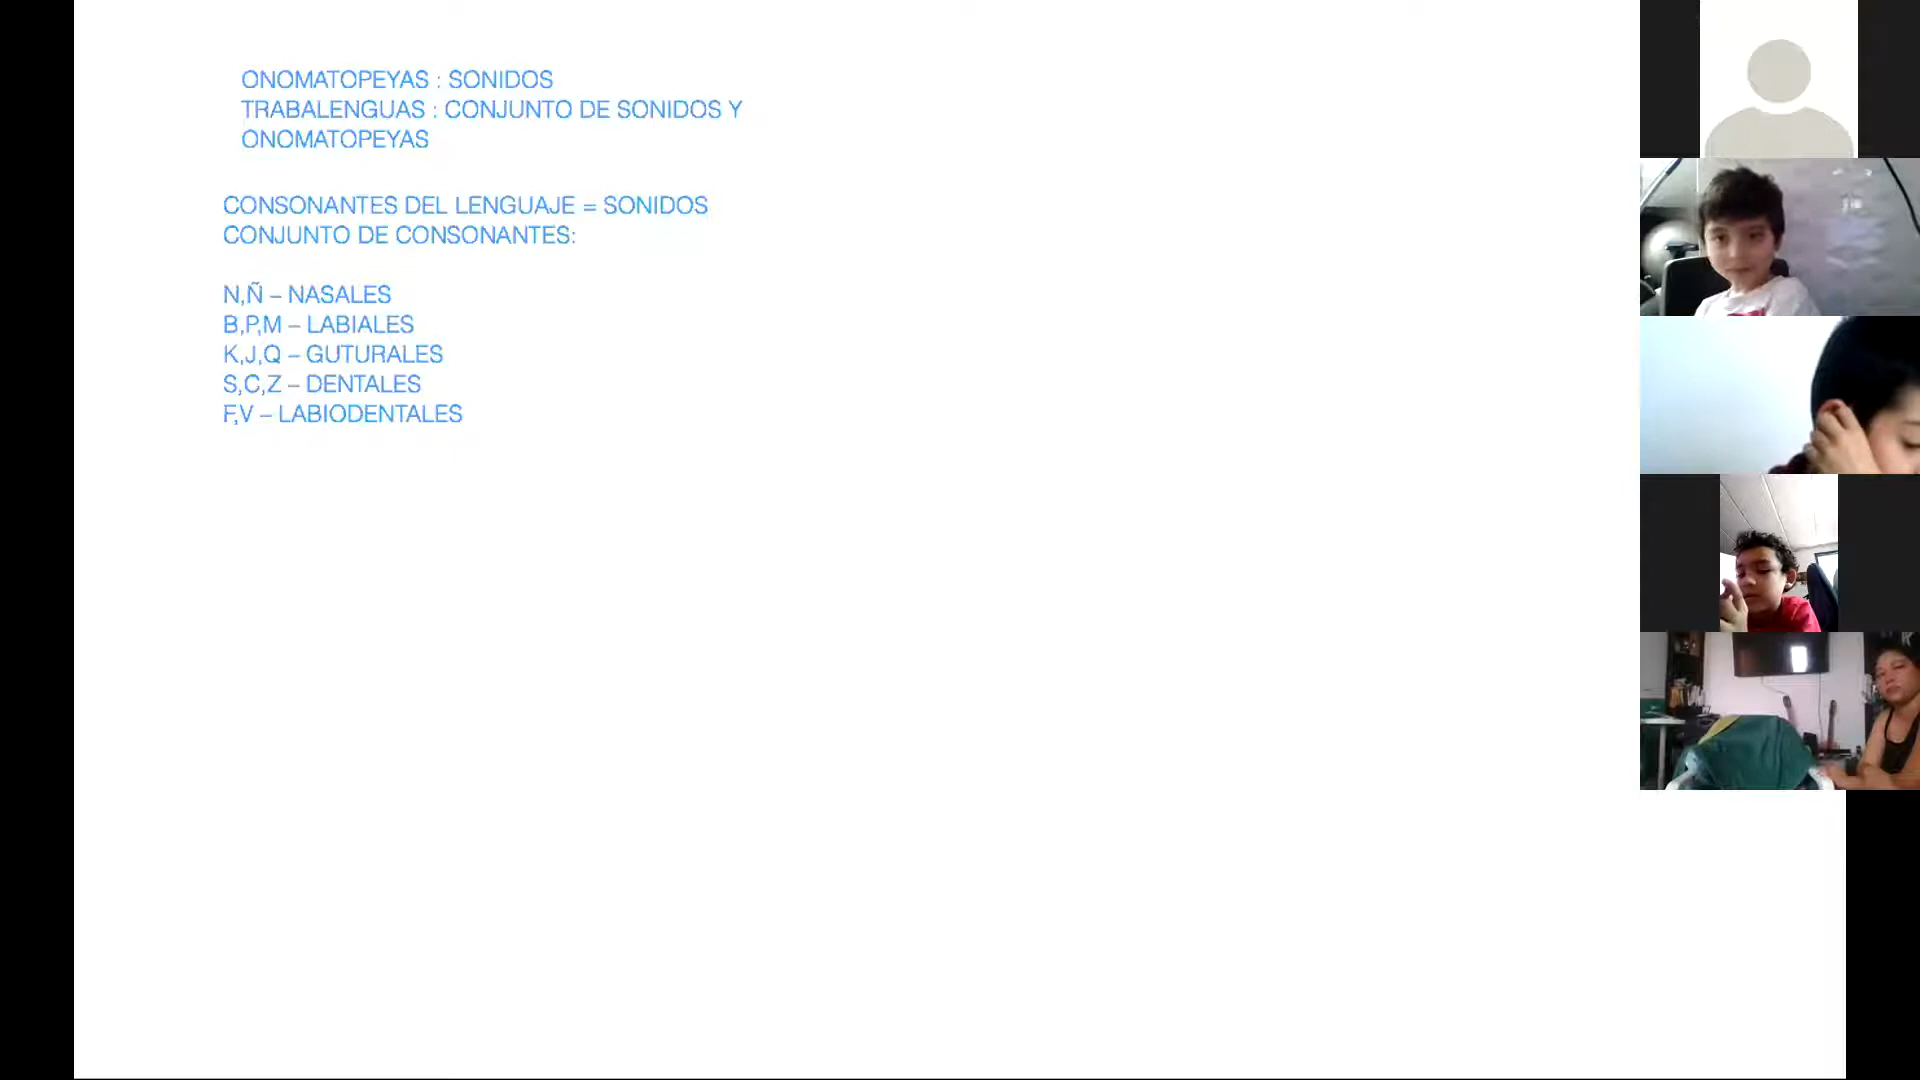 ONOMATOPEYAS : SONIDOS
TRABALENGUAS : CONJUNTO DE SONIDOS Y
ONOMATOPEYAS
CONSONANTES DEL LENGUAJE = SONIDOS
CONJUNTO DE CONSONANTES:
N,Ñ – NASALES
B,P,M – LABIALES
K,J,Q – GUTURALES
S,C,Z – DENTALES
F,V – LABIODENTALES